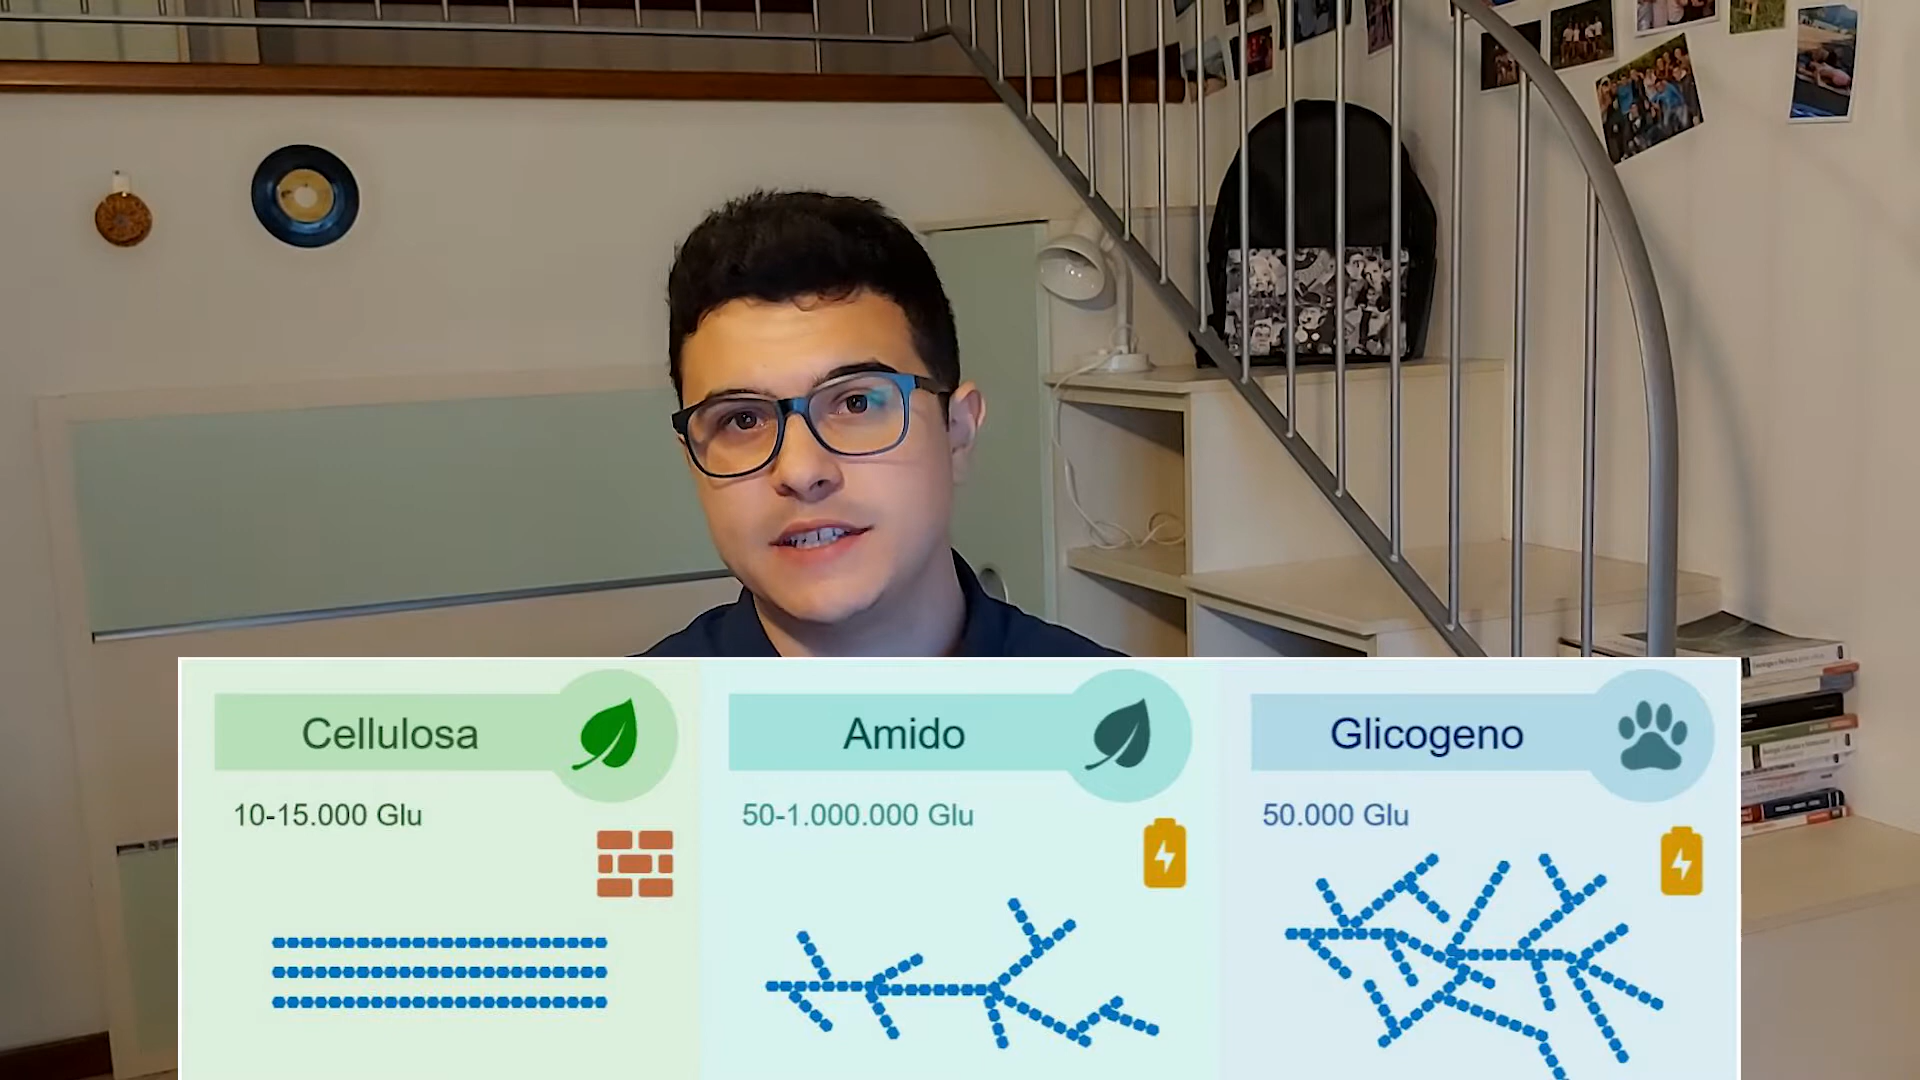 Cellulosa
10-15.000 Glu
Amido
50-1.000.000 Glu
Glicogeno
50.000 Glu